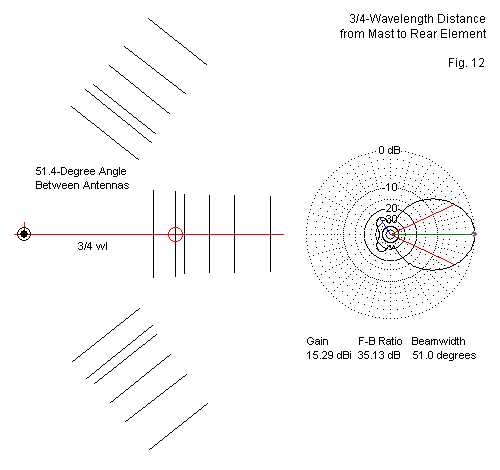 3/4-Wavelength Distance
from Mast to Rear Element
Fig. 12
51.4-Degree Angle
Between Antennas
3/4 wl
0 dB
-10
-20
-30
Gain F-B Ratio Beamwidth
15.29 dBi 35.13 dB 51.0 degrees